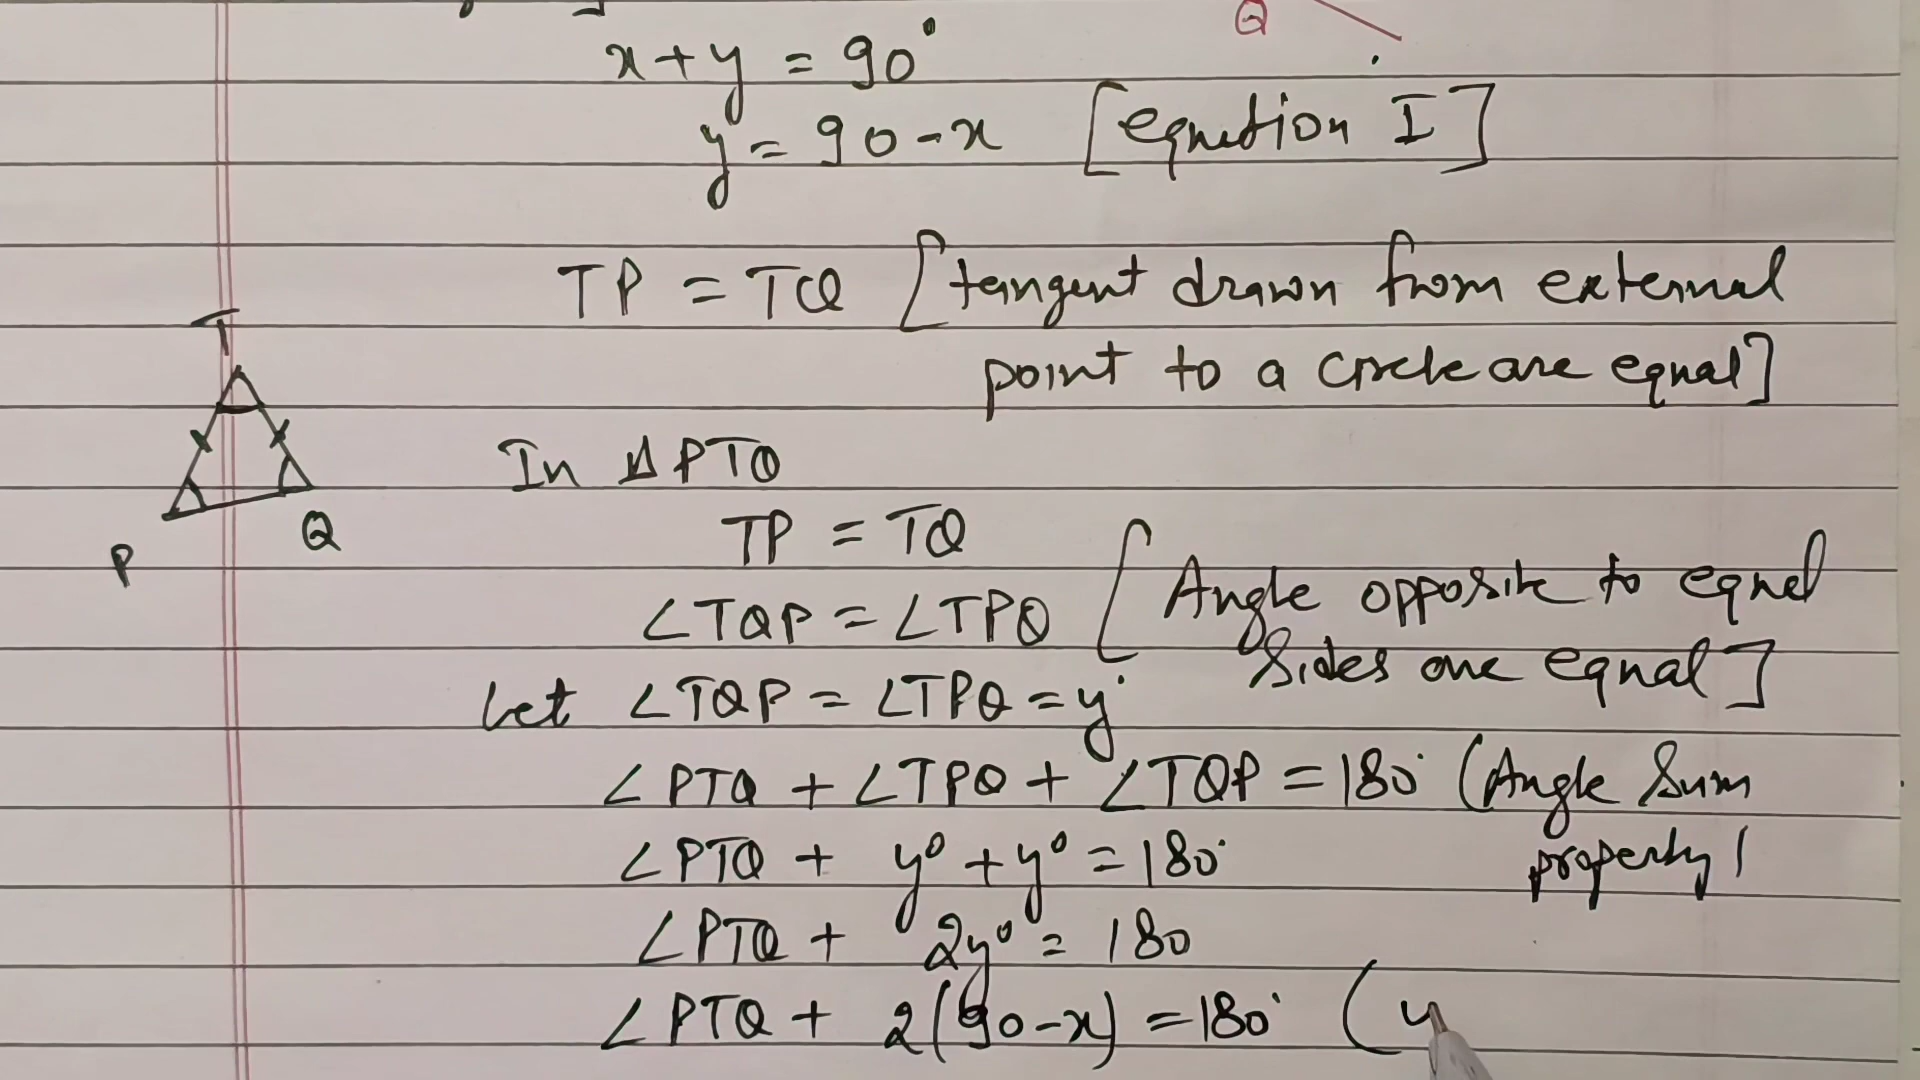 Q
x + y = 90°
y = 90 - x [equation I]
TP = TQ [tangent drawn from external
point to a circle are equal]
T
P
Q
In Δ PTQ
TP = TQ
∠TQP = ∠TPQ [Angle opposite to equal
sides are equal]
Let ∠TQP = ∠TPQ = y°
∠PTQ + ∠TPQ + ∠TQP = 180° (Angle Sum
property)
∠PTQ + y° + y° = 180°
∠PTQ + 2y° = 180
∠PTQ + 2(90 - x) = 180° (y